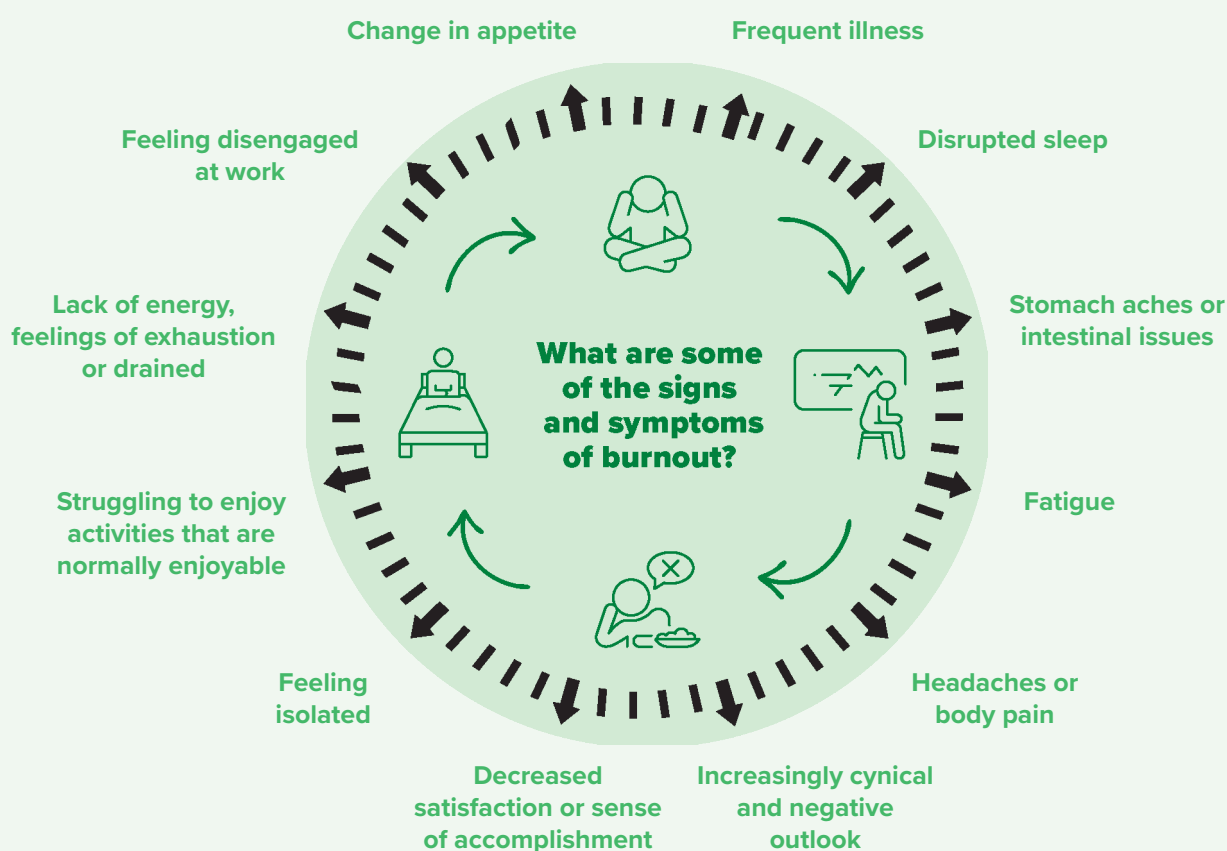 Change in appetite
Frequent illness
Disrupted sleep
Stomach aches or
intestinal issues
Fatigue
Headaches or
body pain
Increasingly cynical
and negative
outlook
Decreased
satisfaction or sense
of accomplishment
Feeling
isolated
Struggling to enjoy
activities that are
normally enjoyable
Lack of energy,
feelings of exhaustion
or drained
Feeling disengaged
at work
What are some
of the signs
and symptoms
of burnout?